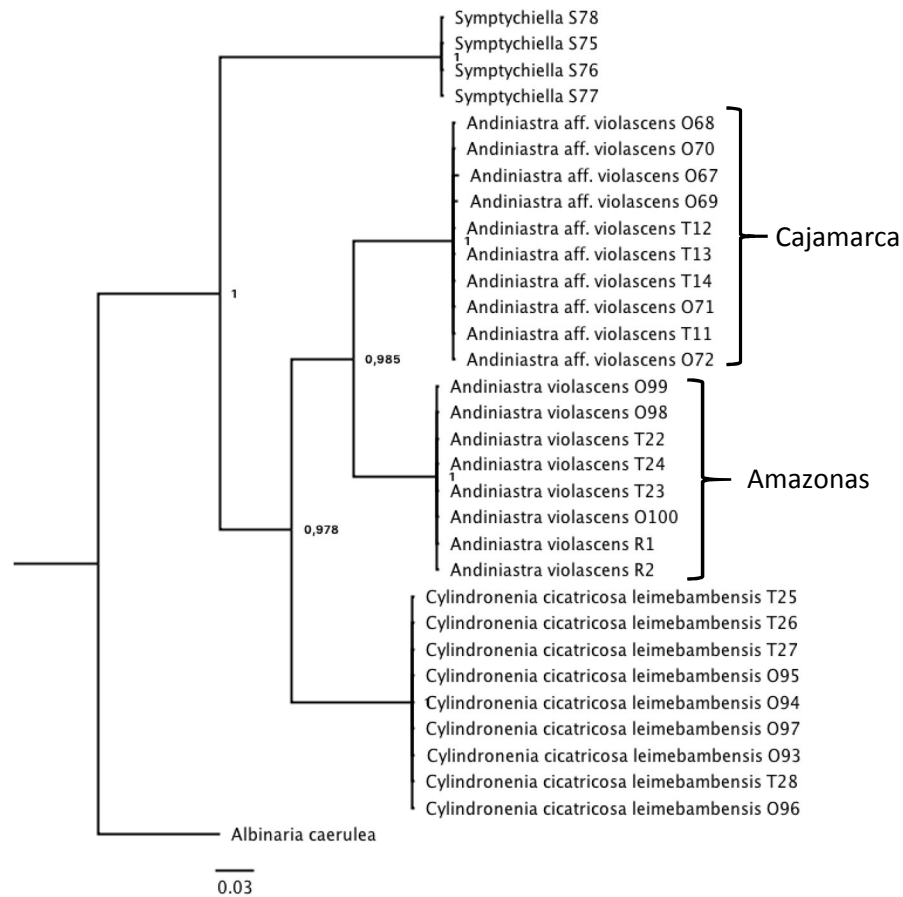 Symptychiella S78
Symptychiella S75
1
Symptychiella S76
Symptychiella S77
Andiniastra aff. violascens O68
Andiniastra aff. violascens O70
Andiniastra aff. violascens O67
Andiniastra aff. violascens O69
Andiniastra aff. violascens T12
1
Cajamarca
Andiniastra aff. violascens T13
Andiniastra aff. violascens T14
1
Andiniastra aff. violascens O71
Andiniastra aff. violascens T11
0,985
Andiniastra aff. violascens O72
Andiniastra violascens O99
Andiniastra violascens O98
Andiniastra violascens T22
Andiniastra violascens T24
1
Amazonas
Andiniastra violascens T23
Andiniastra violascens O100
0,978
Andiniastra violascens R1
Andiniastra violascens R2
Cylindronenia cicatricosa leimebambensis T25
Cylindronenia cicatricosa leimebambensis T26
Cylindronenia cicatricosa leimebambensis T27
Cylindronenia cicatricosa leimebambensis O95
1
Cylindronenia cicatricosa leimebambensis O94
Cylindronenia cicatricosa leimebambensis O97
Cylindronenia cicatricosa leimebambensis O93
Cylindronenia cicatricosa leimebambensis T28
Cylindronenia cicatricosa leimebambensis O96
Albinaria caerulea
0.03